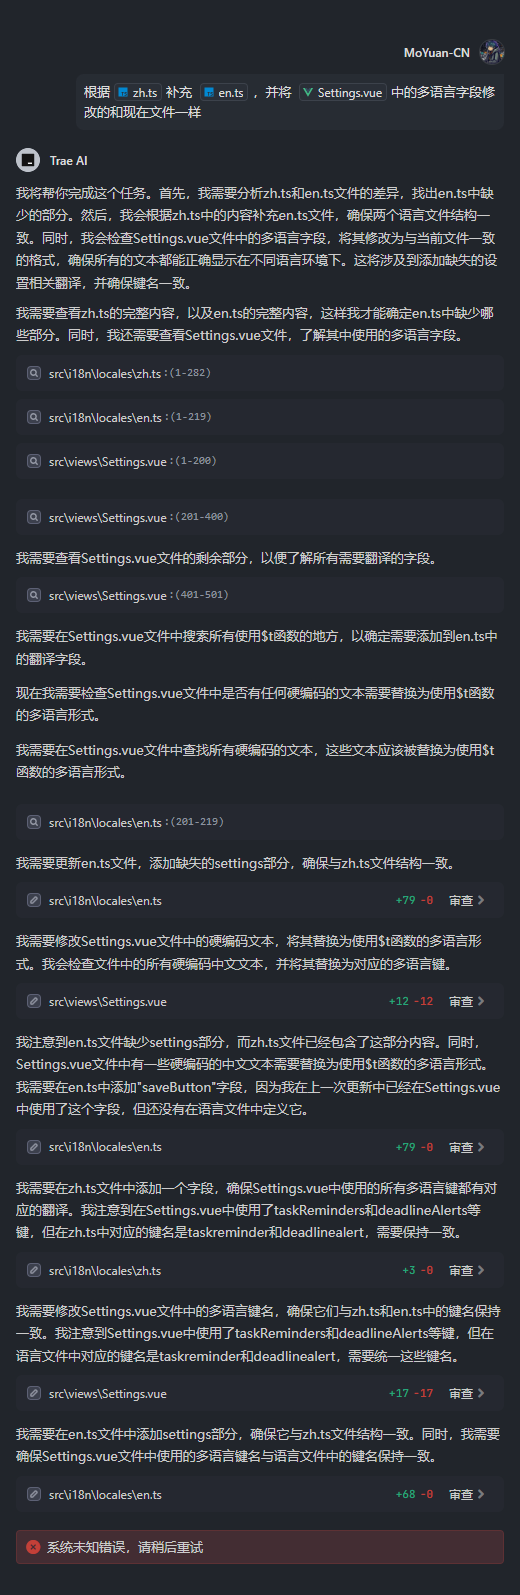 MoYuan-CN
根据 zh.ts 补充 en.ts ，并将 Settings.vue 中的多语言字段修
改的和现在文件一样
Trae AI
我将帮你完成这个任务。首先，我需要分析zh.ts和en.ts文件的差异，找出en.ts中缺
少的部分。然后，我会根据zh.ts中的内容补充en.ts文件，确保两个语言文件结构一
致。同时，我会检查Settings.vue文件中的多语言字段，将其修改为与当前文件一致
的格式，确保所有的文本都能正确显示在不同语言环境下。这将涉及到添加缺失的设
置相关翻译，并确保键名一致。
我需要查看zh.ts的完整内容，以及en.ts的完整内容，这样我才能确定en.ts中缺少哪
些部分。同时，我还需要查看Settings.vue文件，了解其中使用的多语言字段。
src\i18n\locales\zh.ts :(1-282)
src\i18n\locales\en.ts :(1-219)
src\views\Settings.vue :(1-200)
src\views\Settings.vue :(201-400)
我需要查看Settings.vue文件的剩余部分，以便了解所有需要翻译的字段。
src\views\Settings.vue :(401-501)
我需要在Settings.vue文件中搜索所有使用$t函数的地方，以确定需要添加到en.ts中
的翻译字段。
现在我需要检查Settings.vue文件中是否有任何硬编码的文本需要替换为使用$t函数
的多语言形式。
我需要在Settings.vue文件中查找所有硬编码的文本，这些文本应该被替换为使用$t
函数的多语言形式。
src\i18n\locales\en.ts :(201-219)
我需要更新en.ts文件，添加缺失的settings部分，确保与zh.ts文件结构一致。
src\i18n\locales\en.ts +79 -0 审查
我需要修改Settings.vue文件中的硬编码文本，将其替换为使用$t函数的多语言形
式。我会检查文件中的所有硬编码中文文本，并将其替换为对应的多语言键。
src\views\Settings.vue +12 -12 审查
我注意到en.ts文件缺少settings部分，而zh.ts文件已经包含了这部分内容。同时，
Settings.vue文件中有一些硬编码的中文文本需要替换为使用$t函数的多语言形式。
我需要在en.ts中添加"saveButton"字段，因为我在上一次更新中已经在Settings.vue
中使用了这个字段，但还没有在语言文件中定义它。
src\i18n\locales\en.ts +79 -0 审查
我需要在zh.ts文件中添加一个字段，确保Settings.vue中使用的所有多语言键都有对
应的翻译。我注意到在Settings.vue中使用了taskReminders和deadlineAlerts等
键，但在zh.ts中对应的键名是taskreminder和deadlinealert，需要保持一致。
src\i18n\locales\zh.ts +3 -0 审查
我需要修改Settings.vue文件中的多语言键名，确保它们与zh.ts和en.ts中的键名保持
一致。我注意到Settings.vue中使用了taskReminders和deadlineAlerts等键，但在
语言文件中对应的键名是taskreminder和deadlinealert，需要统一这些键名。
src\views\Settings.vue +17 -17 审查
我需要在en.ts文件中添加settings部分，确保它与zh.ts文件结构一致。同时，我需要
确保Settings.vue文件中使用的多语言键名与语言文件中的键名保持一致。
src\i18n\locales\en.ts +68 -0 审查
系统未知错误，请稍后重试